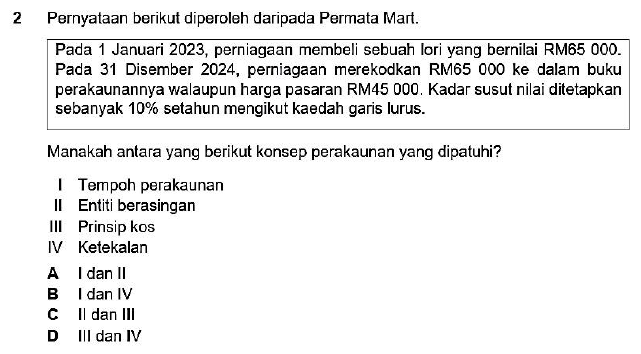 2 Pernyataan berikut diperoleh daripada Permata Mart.
Pada 1 Januari 2023, perniagaan membeli sebuah lori yang bernilai RM65 000.
Pada 31 Disember 2024, perniagaan merekodkan RM65 000 ke dalam buku
perakaunannya walaupun harga pasaran RM45 000. Kadar susut nilai ditetapkan
sebanyak 10% setahun mengikut kaedah garis lurus.
Manakah antara yang berikut konsep perakaunan yang dipatuhi?
I Tempoh perakaunan
II Entiti berasingan
III Prinsip kos
IV Ketekalan
A I dan II
B I dan IV
C II dan III
D III dan IV